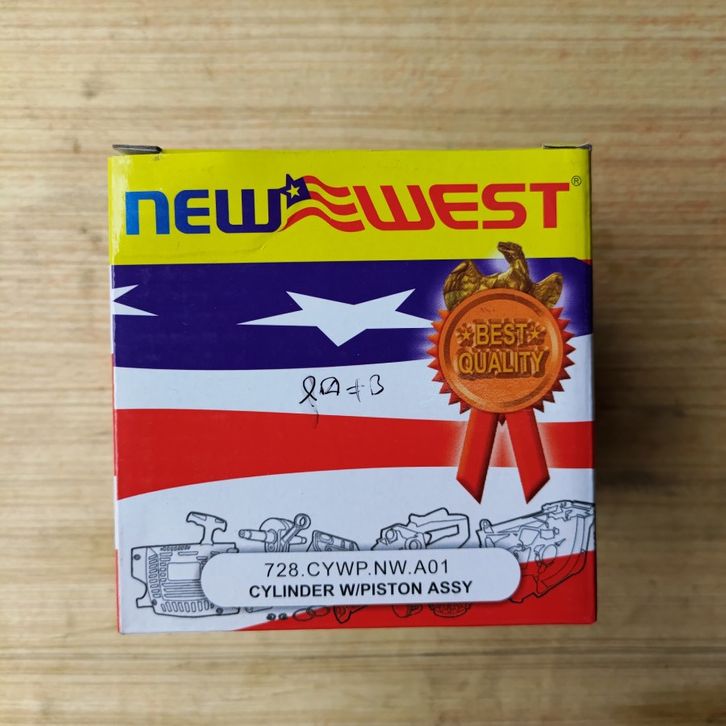 NEW WEST®
BEST
QUALITY
728.CYWP.NW.A01
CYLINDER W/PISTON ASSY